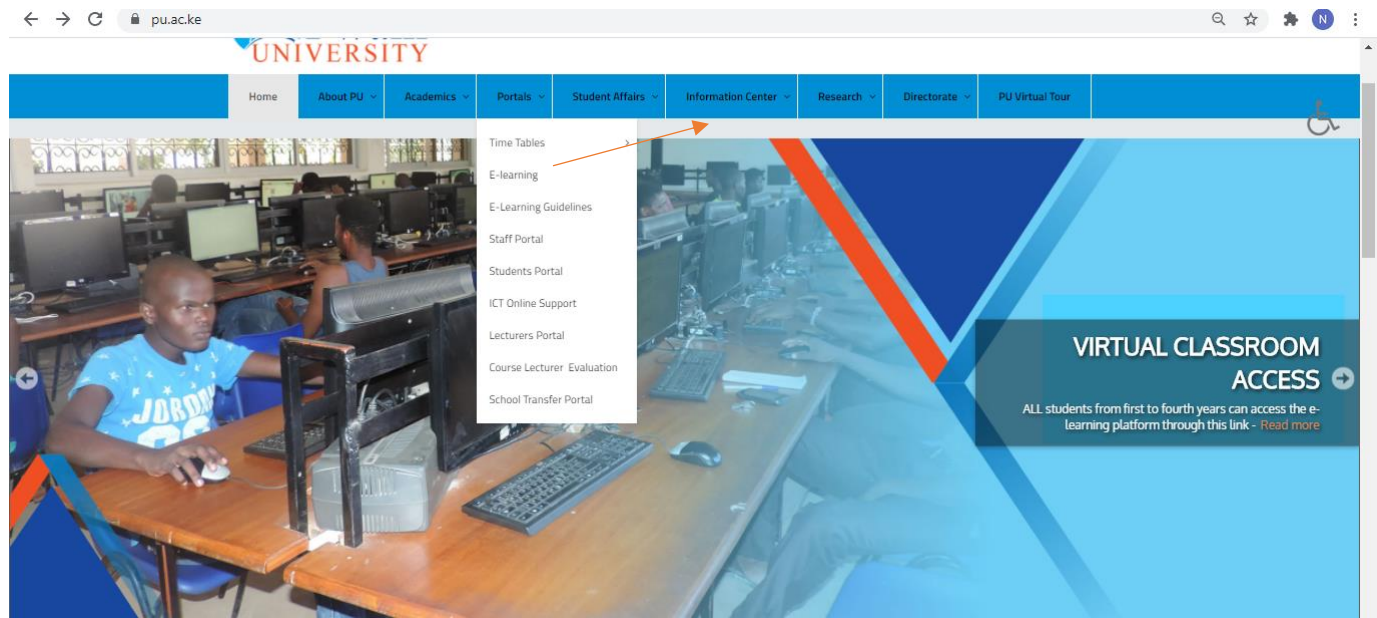 pu.ac.ke
N
UNIVERSITY
Home About PU Academics Portals Student Affairs Information Center Research Directorate PU Virtual Tour
Time Tables
E-learning
E-Learning Guidelines
Staff Portal
Students Portal
ICT Online Support
Lecturers Portal
Course Lecturer Evaluation
School Transfer Portal
JORDAN
VIRTUAL CLASSROOM
ACCESS
ALL students from first to fourth years can access the e-
learning platform through this link - Read more